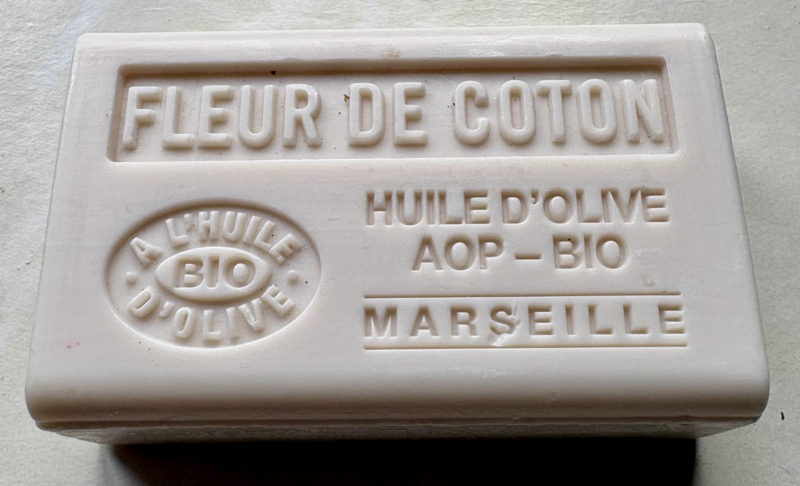 FLEUR DE COTON
A L'HUILE
BIO
D'OLIVE
HUILE D'OLIVE
AOP – BIO
MARSEILLE